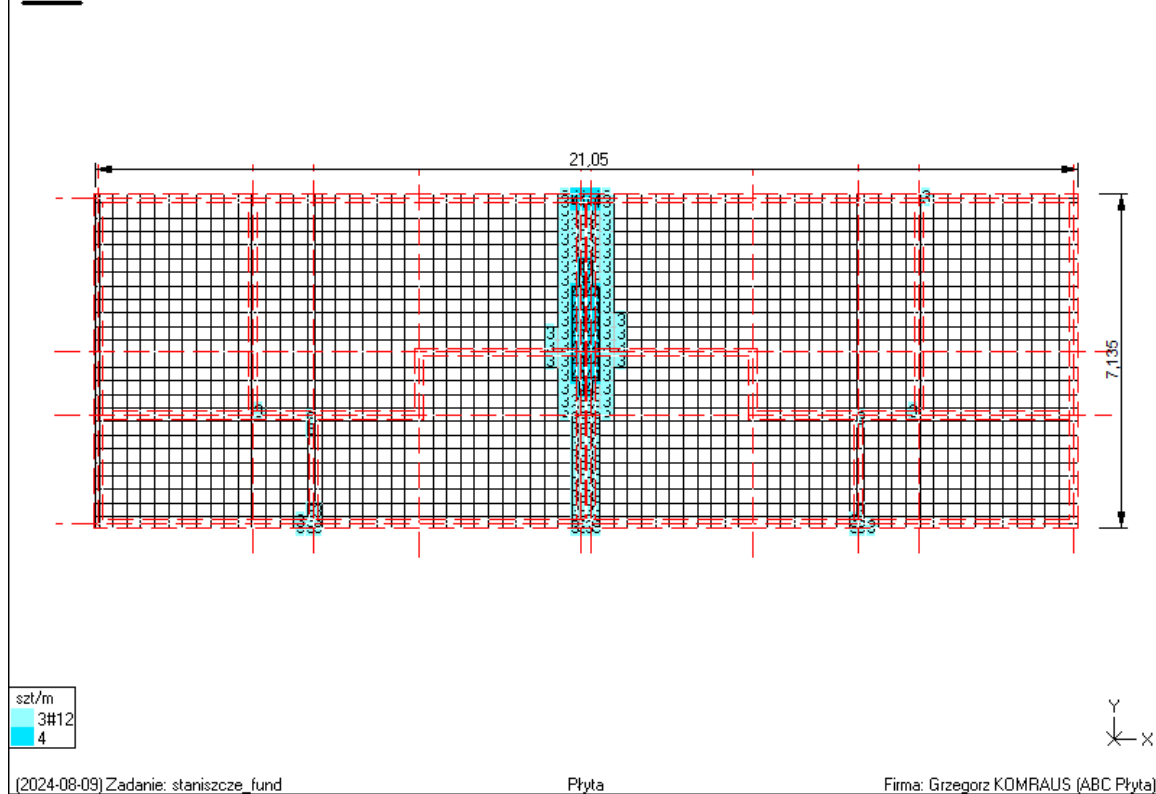 21,05
7,135
szt/m
3#12
4
Y
X
(2024-08-09) Zadanie: staniszcze_fund Płyta Firma: Grzegorz KOMRAUS (ABC Płyta)